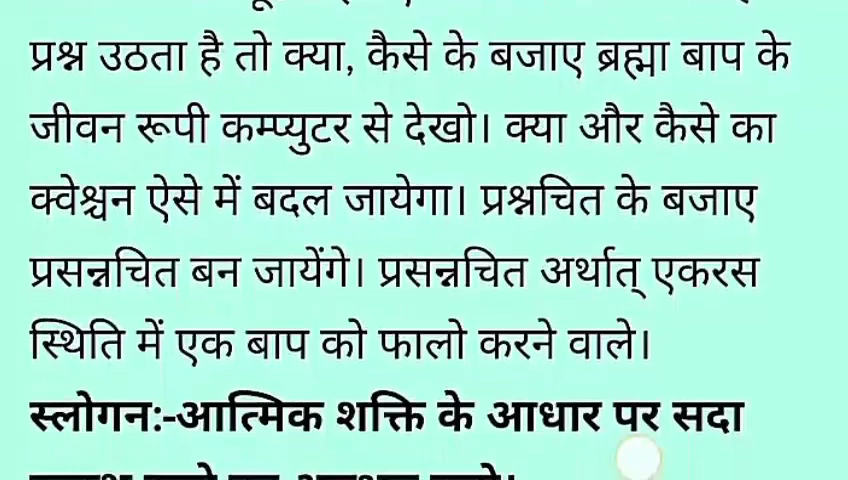 प्रश्न उठता है तो क्या, कैसे के बजाए ब्रह्मा बाप के
जीवन रूपी कम्प्युटर से देखो। क्या और कैसे का
क्वेश्चन ऐसे में बदल जायेगा। प्रश्नचित के बजाए
प्रसन्नचित बन जायेंगे। प्रसन्नचित अर्थात् एकरस
स्थिति में एक बाप को फालो करने वाले।
स्लोगन:-आत्मिक शक्ति के आधार पर सदा